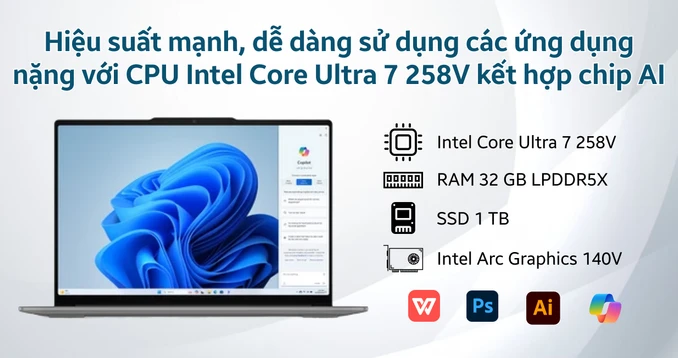 Hiệu suất mạnh, dễ dàng sử dụng các ứng dụng
nặng với CPU Intel Core Ultra 7 258V kết hợp chip AI
Copilot
Intel Core Ultra 7 258V
RAM 32 GB LPDDR5X
SSD 1 TB
Intel Arc Graphics 140V
W
Ps
Ai